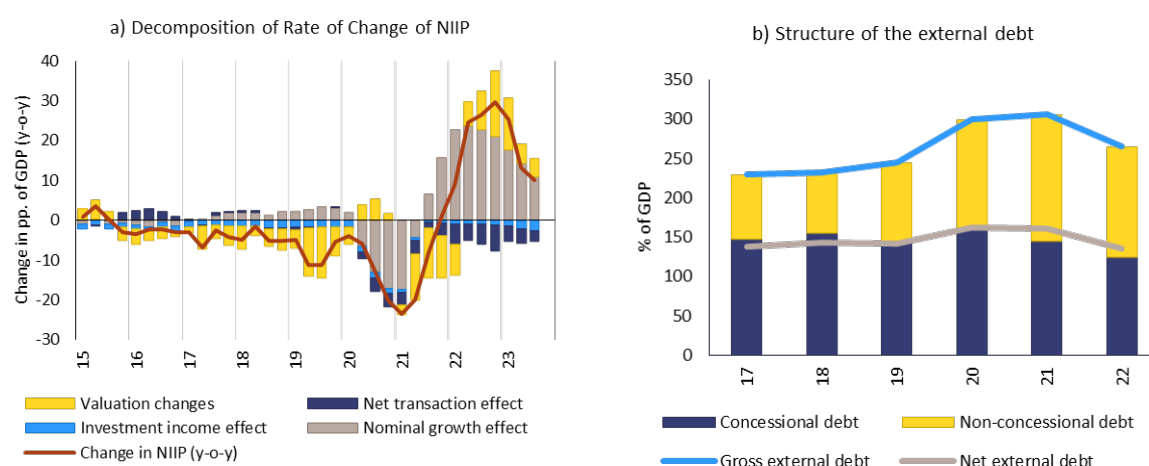 a) Decomposition of Rate of Change of NIIP
Change in pp. of GDP (y-o-y)
40
30
20
10
0
-10
-20
-30
15
16
17
18
19
20
21
22
23
Valuation changes
Net transaction effect
Investment income effect
Nominal growth effect
Change in NIIP (y-o-y)
b) Structure of the external debt
% of GDP
350
300
250
200
150
100
50
0
17
18
19
20
21
22
Concessional debt
Non-concessional debt
Gross external debt
Net external debt